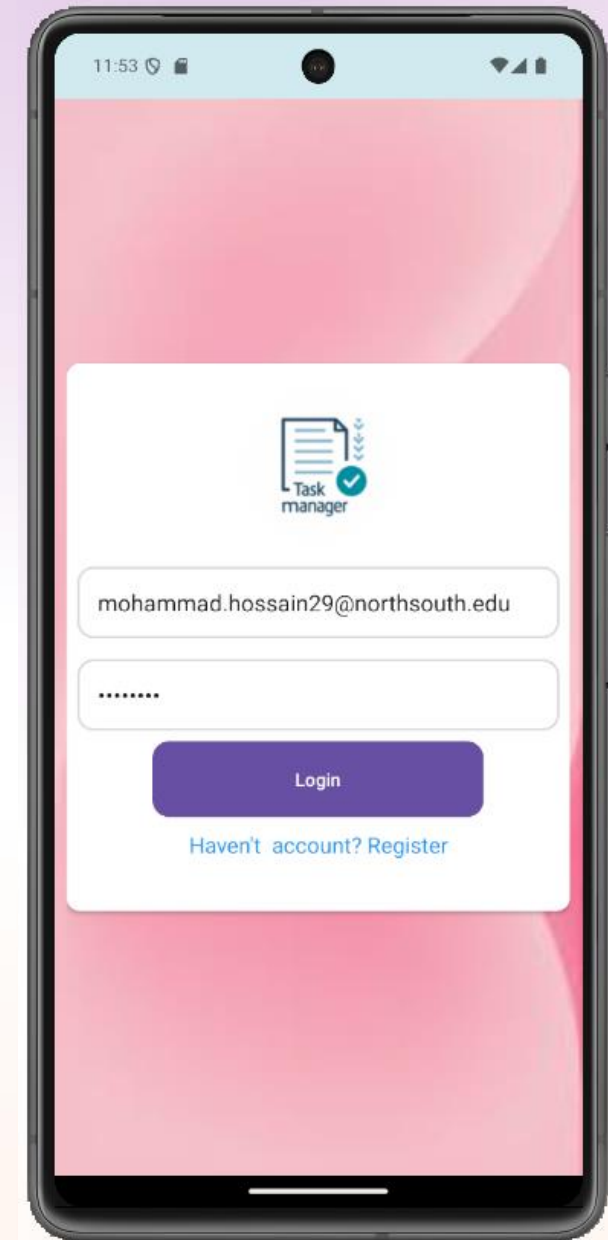 11:53
Task
manager
mohammad.hossain29@northsouth.edu
••••••••
Login
Haven't  account? Register